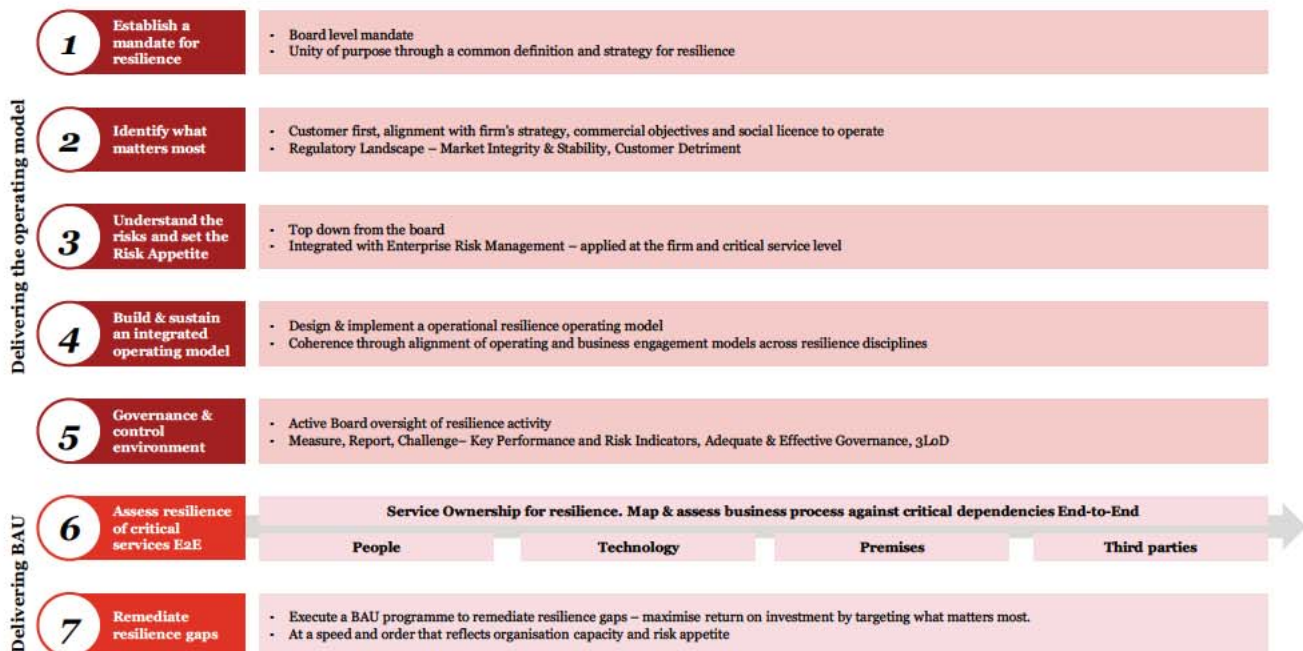 Delivering the operating model
1
Establish a
mandate for
resilience
• Board level mandate
• Unity of purpose through a common definition and strategy for resilience
2
Identify what
matters most
• Customer first, alignment with firm's strategy, commercial objectives and social licence to operate
• Regulatory Landscape – Market Integrity & Stability, Customer Detriment
3
Understand the
risks and set the
Risk Appetite
• Top down from the board
• Integrated with Enterprise Risk Management – applied at the firm and critical service level
4
Build & sustain
an integrated
operating model
• Design & implement a operational resilience operating model
• Coherence through alignment of operating and business engagement models across resilience disciplines
5
Governance &
control
environment
• Active Board oversight of resilience activity
• Measure, Report, Challenge– Key Performance and Risk Indicators, Adequate & Effective Governance, 3LoD
Delivering BAU
6
Assess resilience
of critical
services E2E
Service Ownership for resilience. Map & assess business process against critical dependencies End-to-End
People
Technology
Premises
Third parties
7
Remediate
resilience gaps
• Execute a BAU programme to remediate resilience gaps – maximise return on investment by targeting what matters most.
• At a speed and order that reflects organisation capacity and risk appetite